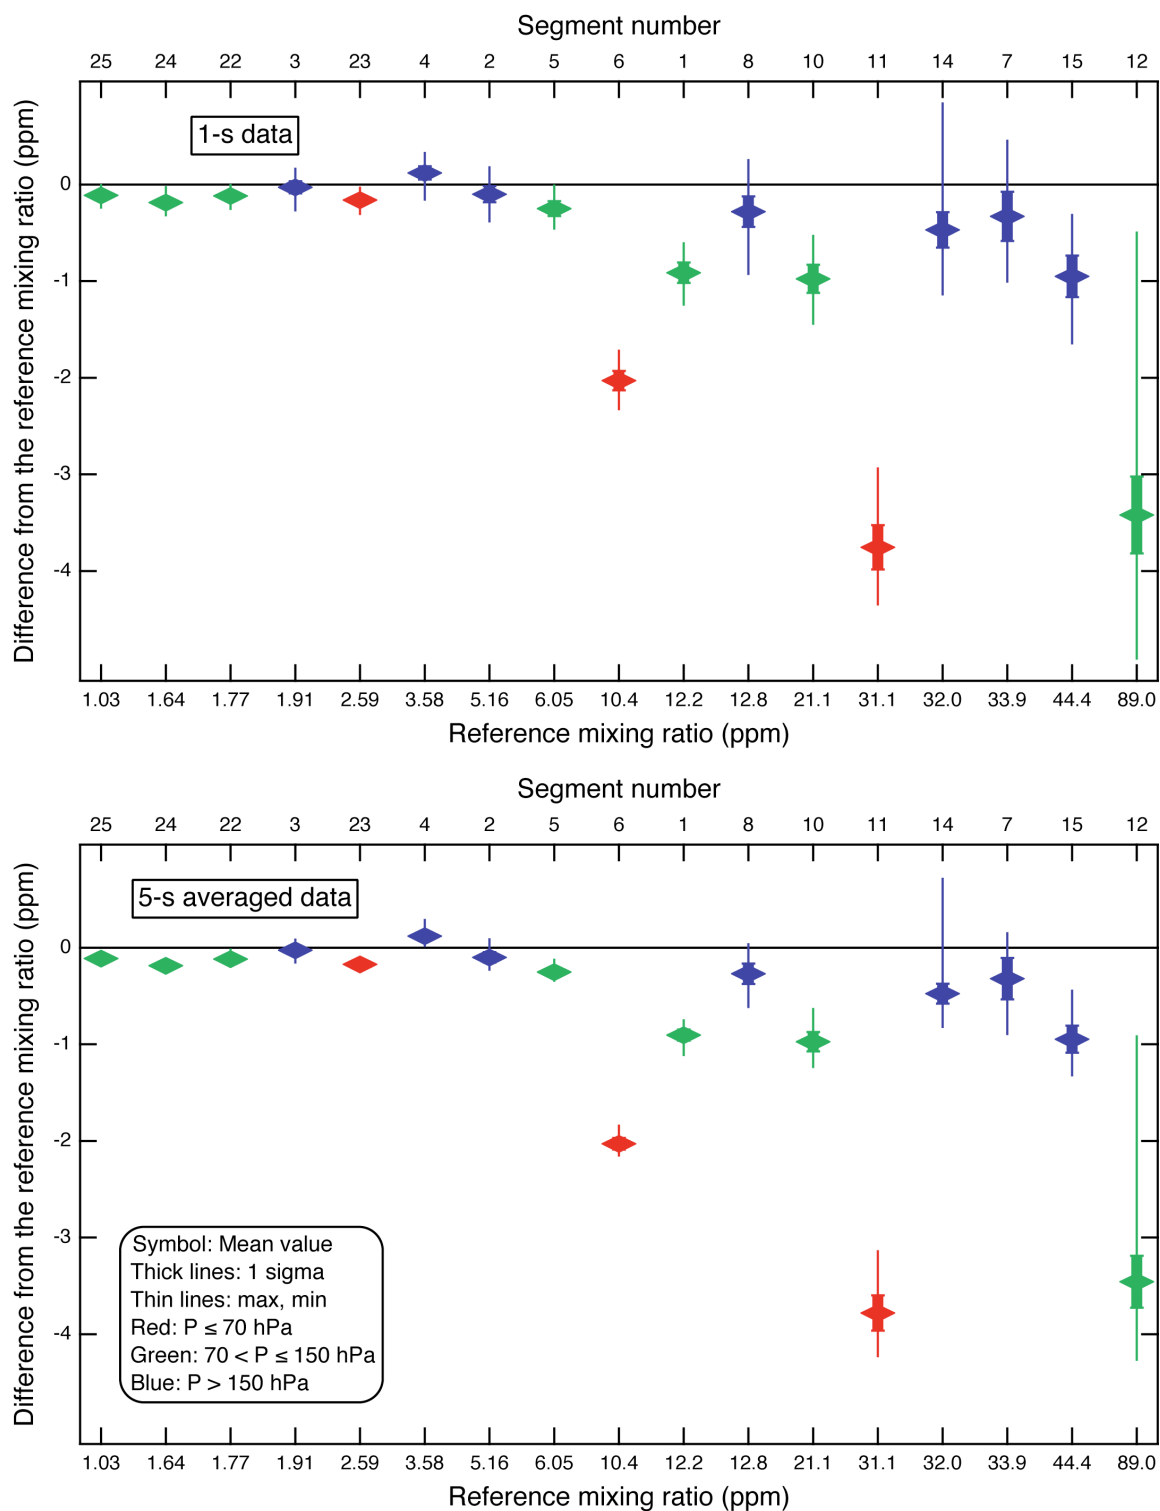 Segment number
25 24 22 3 23 4 2 5 6 1 8 10 11 14 7 15 12
1-s data
Difference from the reference mixing ratio (ppm)
0
-1
-2
-3
-4
1.03 1.64 1.77 1.91 2.59 3.58 5.16 6.05 10.4 12.2 12.8 21.1 31.1 32.0 33.9 44.4 89.0
Reference mixing ratio (ppm)
Segment number
25 24 22 3 23 4 2 5 6 1 8 10 11 14 7 15 12
5-s averaged data
Difference from the reference mixing ratio (ppm)
0
-1
-2
-3
-4
Symbol: Mean value
Thick lines: 1 sigma
Thin lines: max, min
Red: P ≤ 70 hPa
Green: 70 < P ≤ 150 hPa
Blue: P > 150 hPa
1.03 1.64 1.77 1.91 2.59 3.58 5.16 6.05 10.4 12.2 12.8 21.1 31.1 32.0 33.9 44.4 89.0
Reference mixing ratio (ppm)